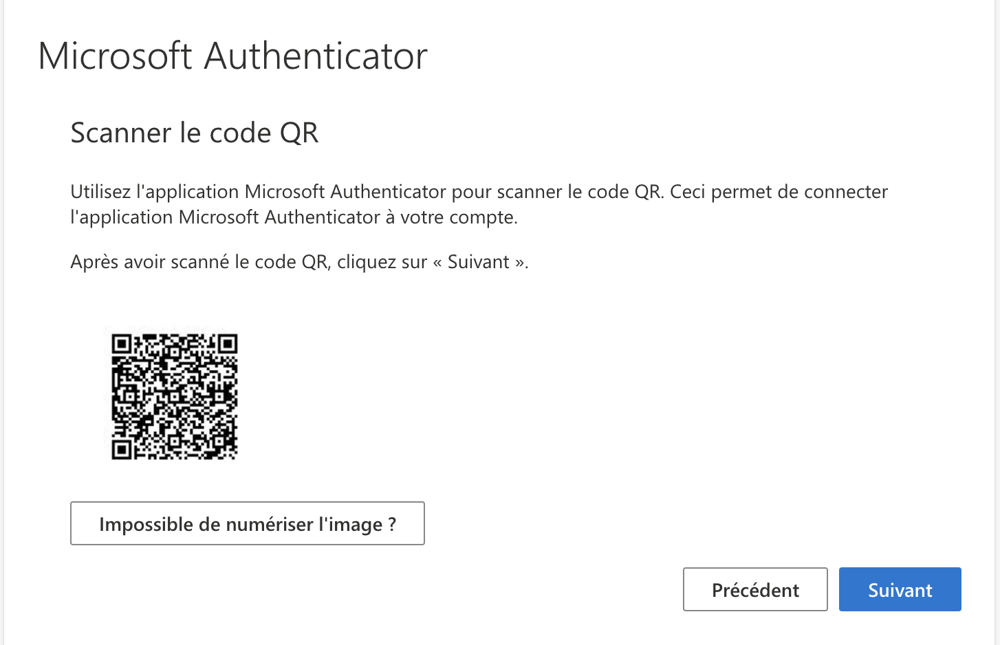 Microsoft Authenticator
Scanner le code QR
Utilisez l'application Microsoft Authenticator pour scanner le code QR. Ceci permet de connecter
l'application Microsoft Authenticator à votre compte.
Après avoir scanné le code QR, cliquez sur « Suivant ».
Impossible de numériser l'image ?
Précédent
Suivant